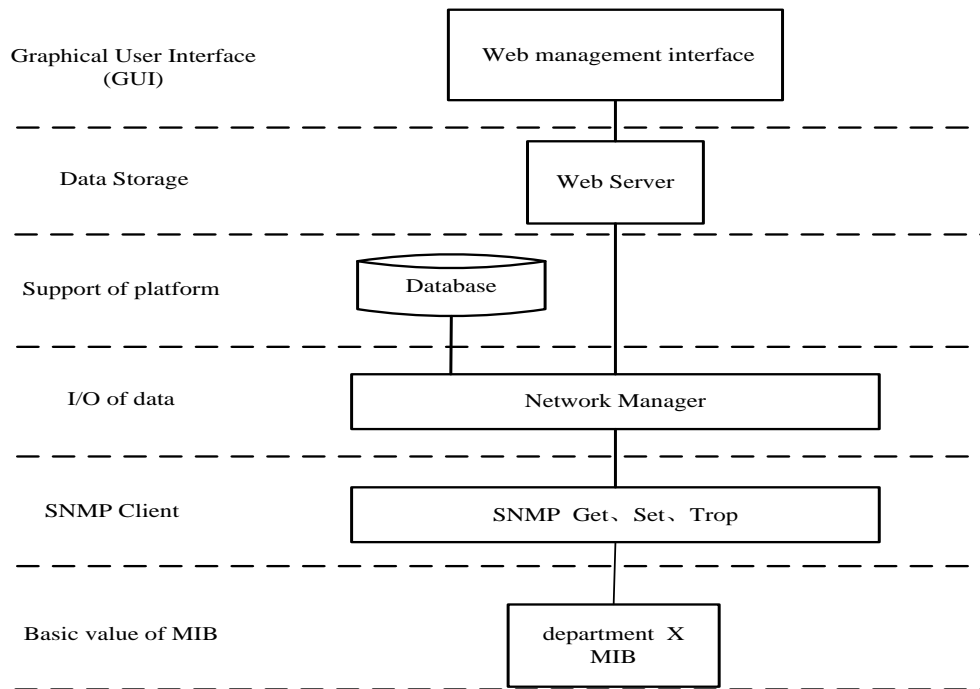 Graphical User Interface
(GUI)
Web management interface
Data Storage
Web Server
Support of platform
Database
I/O of data
Network Manager
SNMP Client
SNMP  Get、Set、Trop
Basic value of MIB
department  X
MIB